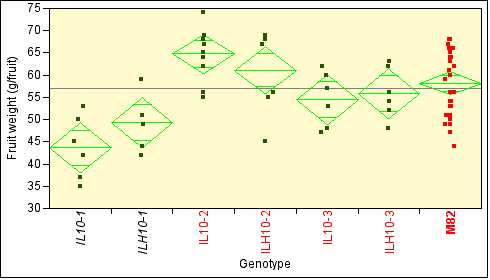 Fruit weight (g/fruit)
75
70
65
60
55
50
45
40
35
30
IL10-1
ILH10-1
IL10-2
ILH10-2
IL10-3
ILH10-3
M82
Genotype